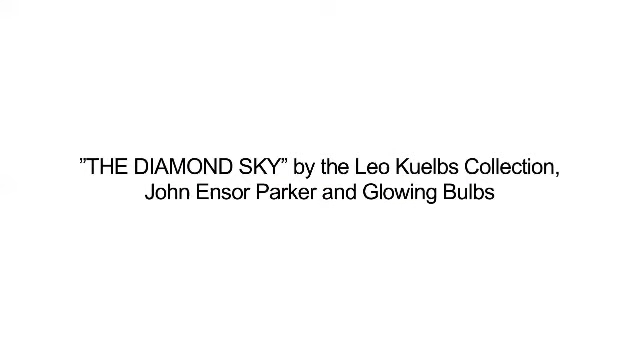 ”THE DIAMOND SKY” by the Leo Kuelbs Collection,
John Ensor Parker and Glowing Bulbs